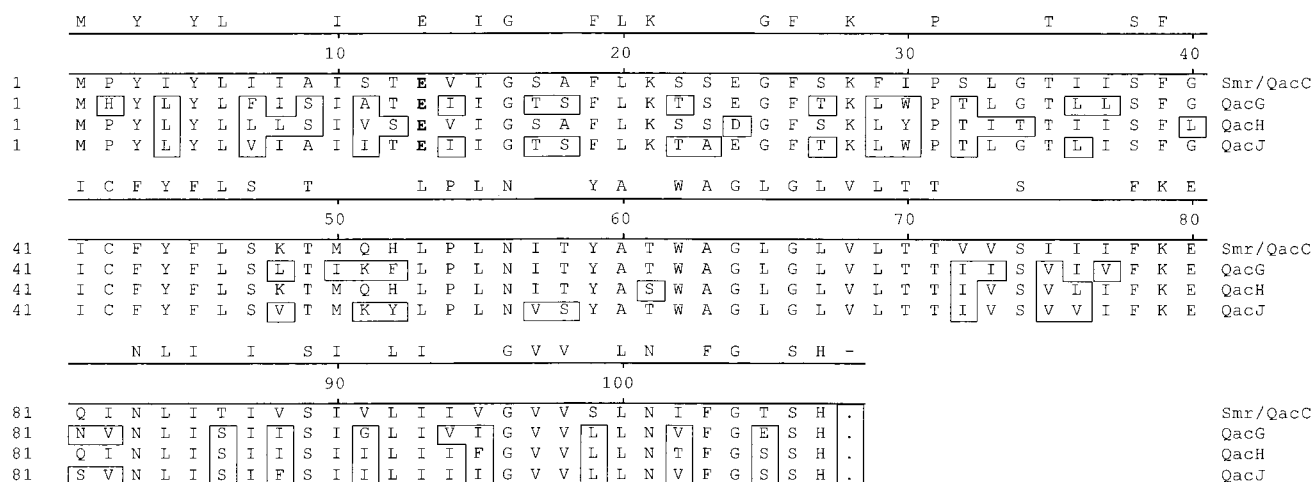 M Y Y L I E I G F L K G F K P T S F
10 20 30 40
1 M P Y I Y L I I A I S T E V I G S A F L K S S E G F S K F I P S L G T I I S F G Smr/QacC
1 M H Y L Y L F I S I A T E I I G T S F L K T S E G F T K L W P T L G T L L S F G QacG
1 M P Y L Y L L L S I V S E V I G S A F L K S S D G F S K L Y P T I T T I I S F L QacH
1 M P Y L Y L V I A I I T E I I G T S F L K T A E G F T K L W P T L G T L I S F G QacJ
I C F Y F L S T L P L N Y A W A G L G L V L T T S F K E
50 60 70 80
41 I C F Y F L S K T M Q H L P L N I T Y A T W A G L G L V L T T V V S I I I F K E Smr/QacC
41 I C F Y F L S L T I K F L P L N I T Y A T W A G L G L V L T T I I S V I V F K E QacG
41 I C F Y F L S K T M Q H L P L N I T Y A S W A G L G L V L T T I V S V L I F K E QacH
41 I C F Y F L S V T M K Y L P L N V S Y A T W A G L G L V L T T I V S V V I F K E QacJ
N L I I S I L I G V V L N F G S H -
90 100
81 Q I N L I T I V S I V L I I V G V V S L N I F G T S H . Smr/QacC
81 N V N L I S I I S I G L I V I G V V L L N V F G E S H . QacG
81 Q I N L I S I I S I I L I I F G V V L L N T F G S S H . QacH
81 S V N L I S I F S I I L I I I G V V L L N V F G S S H . QacJ